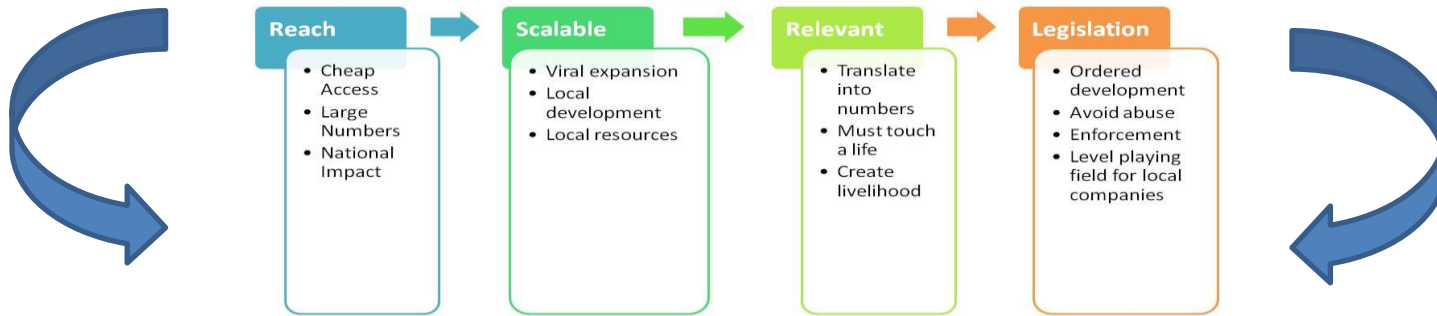 Reach
• Cheap
Access
• Large
Numbers
• National
Impact
Scalable
• Viral expansion
• Local
development
• Local resources
Relevant
• Translate
into
numbers
• Must touch
a life
• Create
livelihood
Legislation
• Ordered
development
• Avoid abuse
• Enforcement
• Level playing
field for local
companies